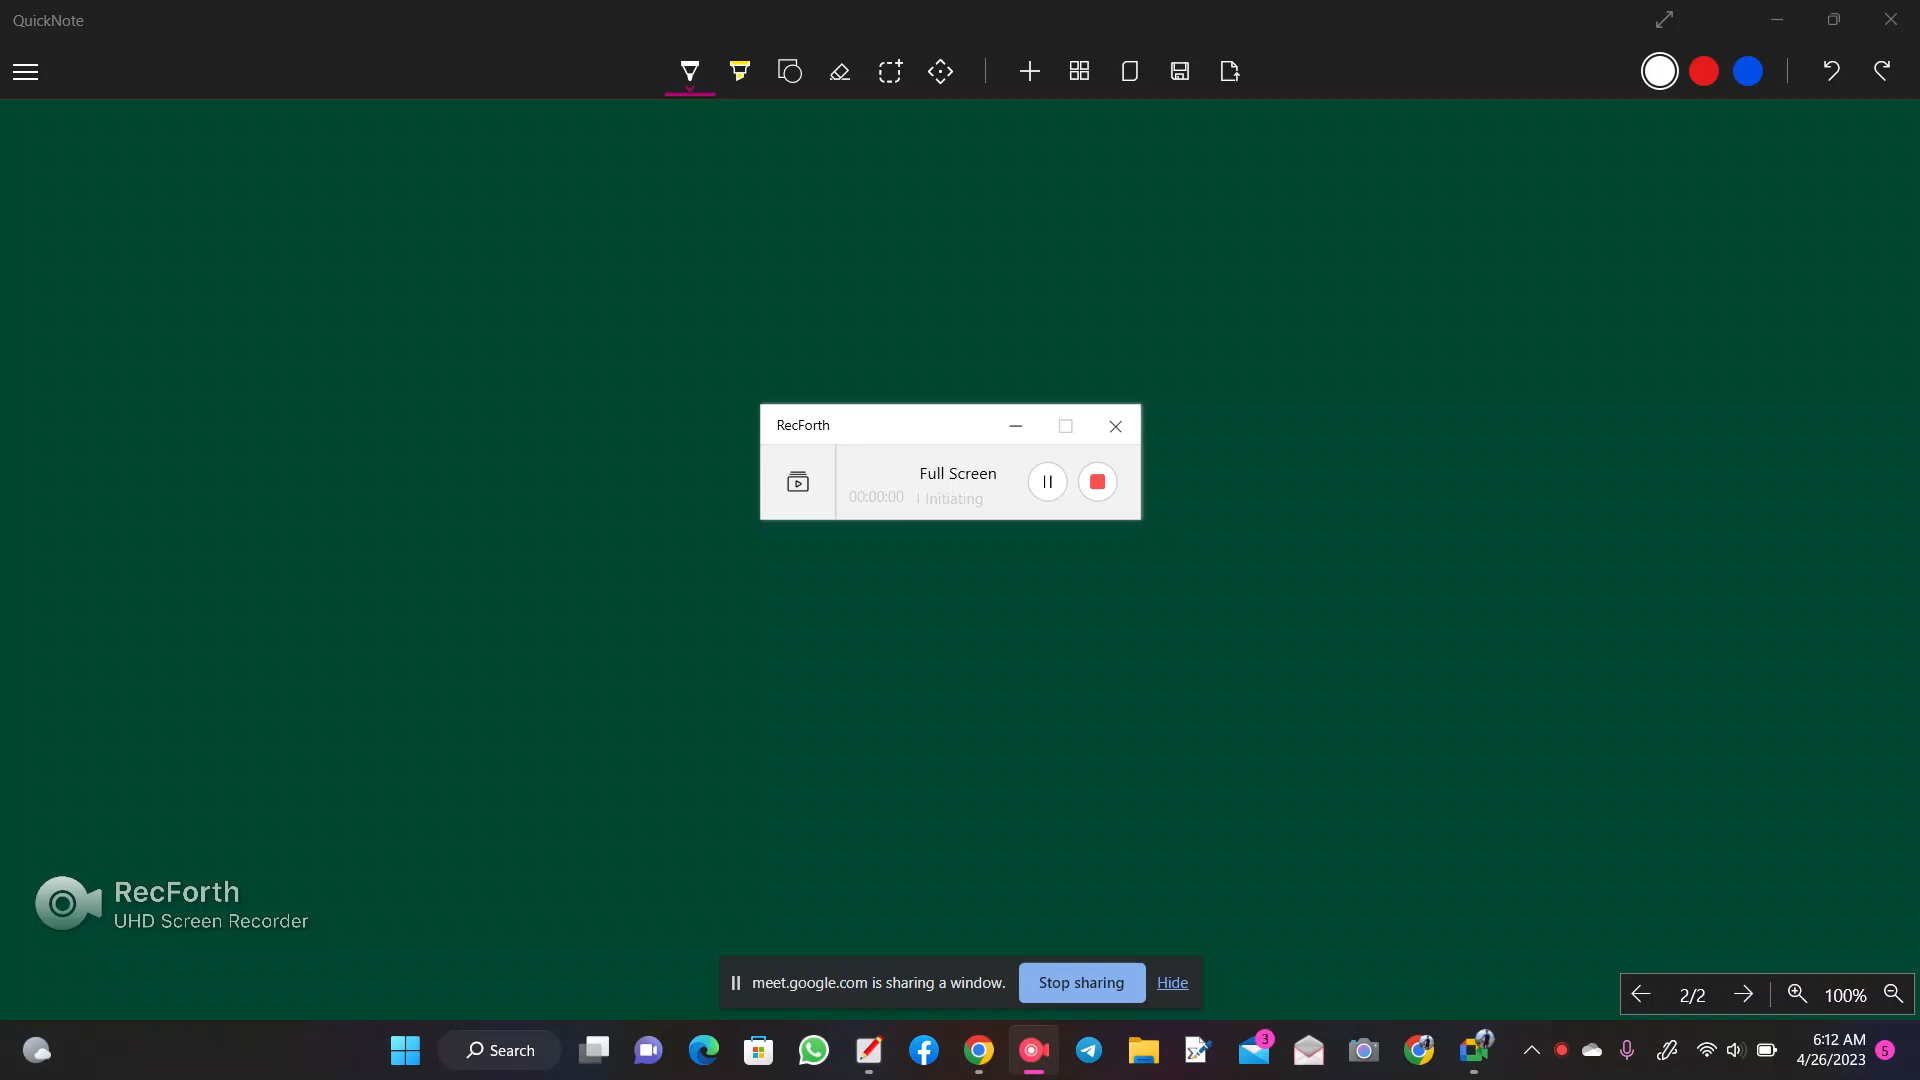 QuickNote
RecForth
Full Screen
00:00:00 | Initiating
RecForth
UHD Screen Recorder
meet.google.com is sharing a window. Stop sharing Hide
2/2 100%
Search
3
6:12 AM
4/26/2023
5